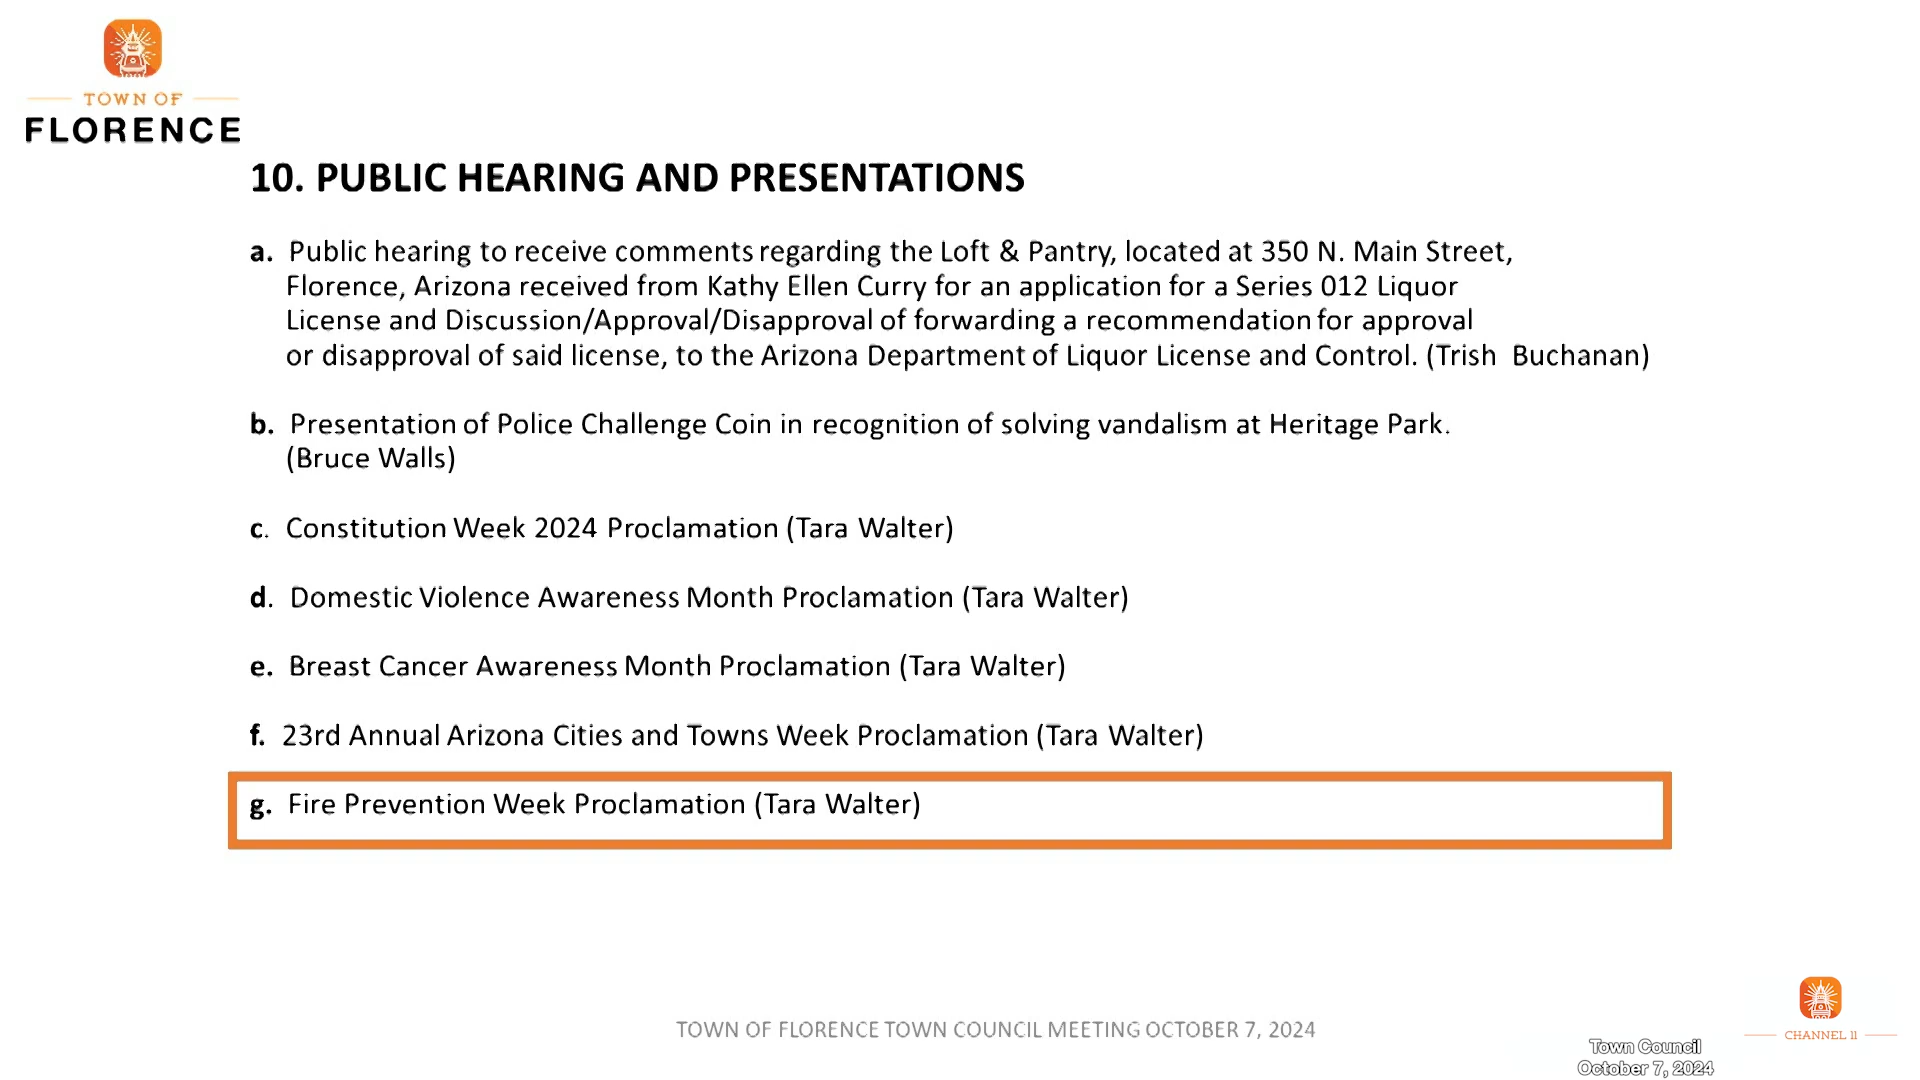 TOWN OF
FLORENCE
10. PUBLIC HEARING AND PRESENTATIONS
a. Public hearing to receive comments regarding the Loft & Pantry, located at 350 N. Main Street,
Florence, Arizona received from Kathy Ellen Curry for an application for a Series 012 Liquor
License and Discussion/Approval/Disapproval of forwarding a recommendation for approval
or disapproval of said license, to the Arizona Department of Liquor License and Control. (Trish Buchanan)
b. Presentation of Police Challenge Coin in recognition of solving vandalism at Heritage Park.
(Bruce Walls)
c. Constitution Week 2024 Proclamation (Tara Walter)
d. Domestic Violence Awareness Month Proclamation (Tara Walter)
e. Breast Cancer Awareness Month Proclamation (Tara Walter)
f. 23rd Annual Arizona Cities and Towns Week Proclamation (Tara Walter)
g. Fire Prevention Week Proclamation (Tara Walter)
TOWN OF FLORENCE TOWN COUNCIL MEETING OCTOBER 7, 2024
CHANNEL 11
Town Council
October 7, 2024